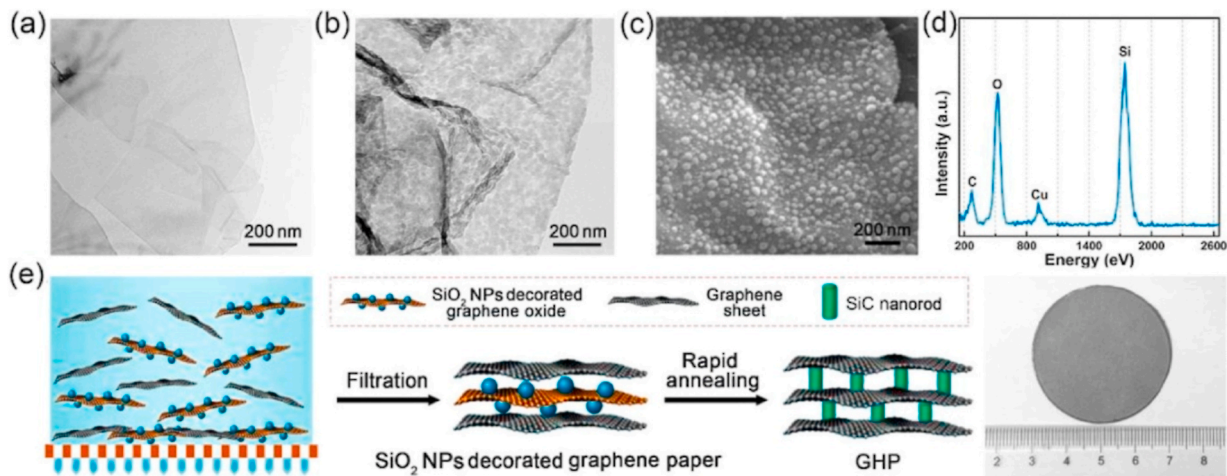 (a)
200 nm
(b)
200 nm
(c)
200 nm
(d)
Intensity (a.u.)
C
O
Cu
Si
200 800 1400 2000 2600
Energy (eV)
(e)
SiO2 NPs decorated
graphene oxide
Graphene
sheet
SiC nanorod
Filtration
Rapid
annealing
SiO2 NPs decorated graphene paper
GHP
2 3 4 5 6 7 8